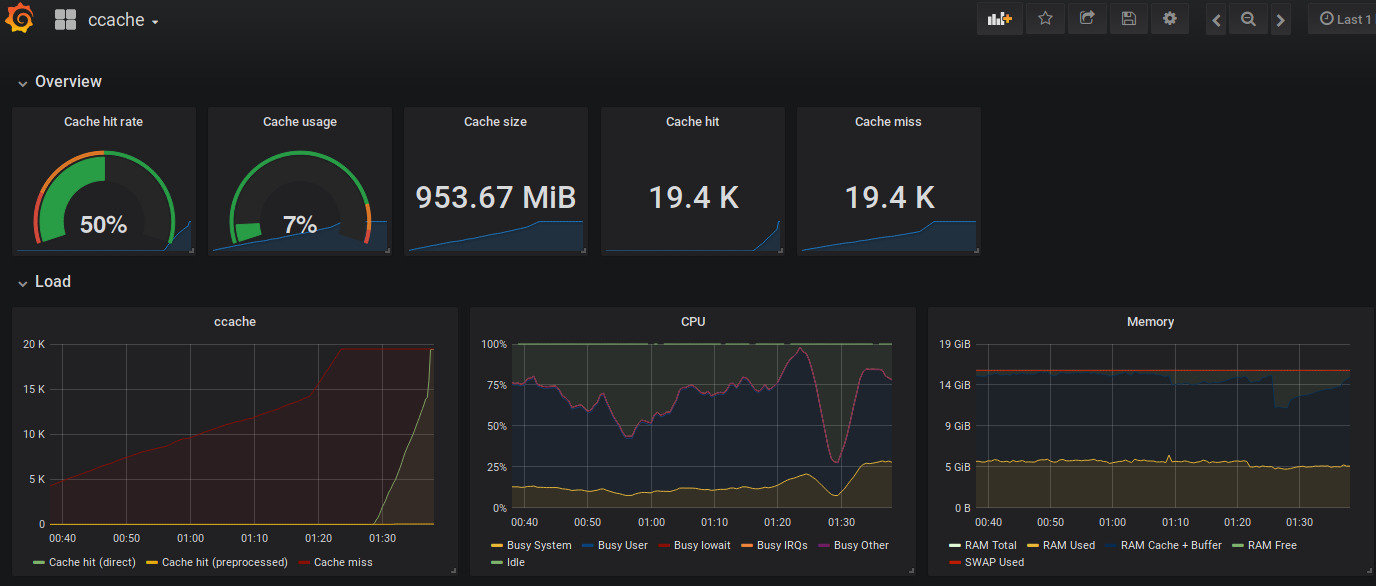 ccache
Last 1
Overview
Cache hit rate
Cache usage
Cache size
Cache hit
Cache miss
50%
7%
953.67 MiB
19.4 K
19.4 K
Load
ccache
CPU
Memory
20 K
15 K
10 K
5 K
0
00:40
00:50
01:00
01:10
01:20
01:30
Cache hit (direct)
Cache hit (preprocessed)
Cache miss
100%
75%
50%
25%
0%
00:40
00:50
01:00
01:10
01:20
01:30
Busy System
Busy User
Busy Iowait
Busy IRQs
Busy Other
Idle
19 GiB
14 GiB
9 GiB
5 GiB
0 B
00:40
00:50
01:00
01:10
01:20
01:30
RAM Total
RAM Used
RAM Cache + Buffer
RAM Free
SWAP Used